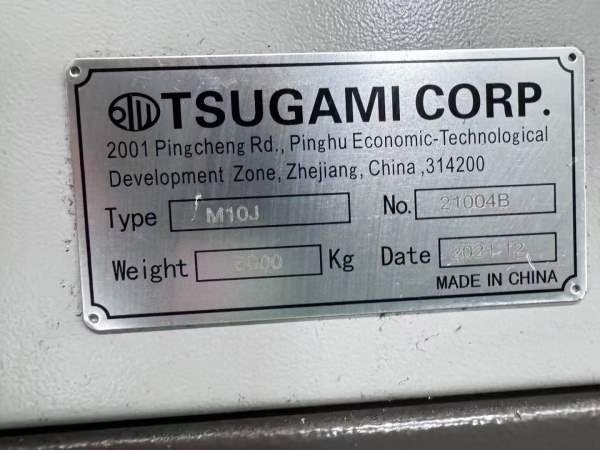 TSUGAMI CORP.
2001 Pingcheng Rd., Pinghu Economic-Technological
Development Zone, Zhejiang, China ,314200
Type M10J No. 21004B
Weight Kg Date 2021-12
MADE IN CHINA